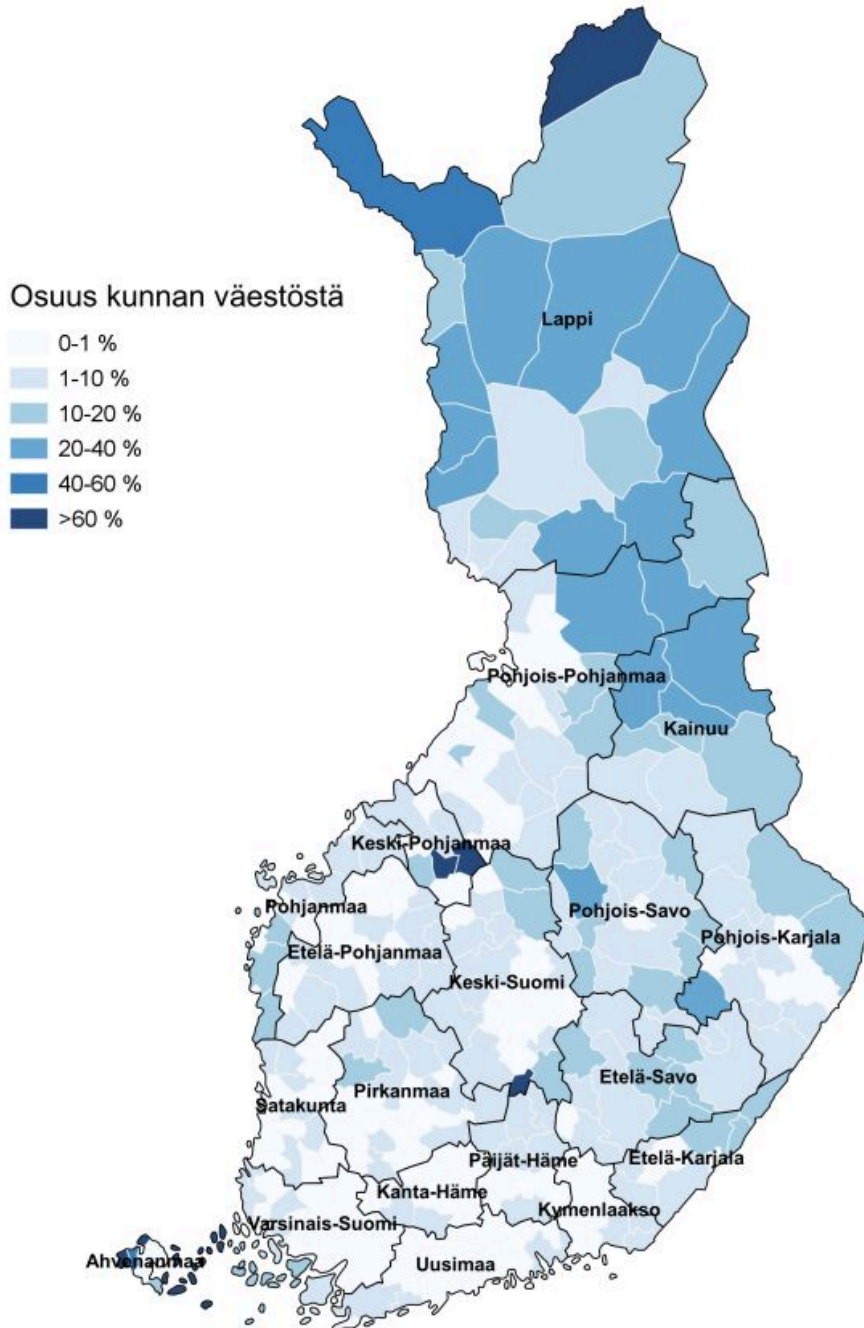 Osuus kunnan väestöstä
0-1 %
1-10 %
10-20 %
20-40 %
40-60 %
>60 %
Lappi
Pohjois-Pohjanmaa
Kainuu
Keski-Pohjanmaa
Pohjanmaa
Pohjois-Savo
Etelä-Pohjanmaa
Pohjois-Karjala
Keski-Suomi
Etelä-Savo
Pirkanmaa
Satakunta
Päijät-Häme
Etelä-Karjala
Kanta-Häme
Kymenlaakso
Varsinais-Suomi
Ahvenanmaa
Uusimaa